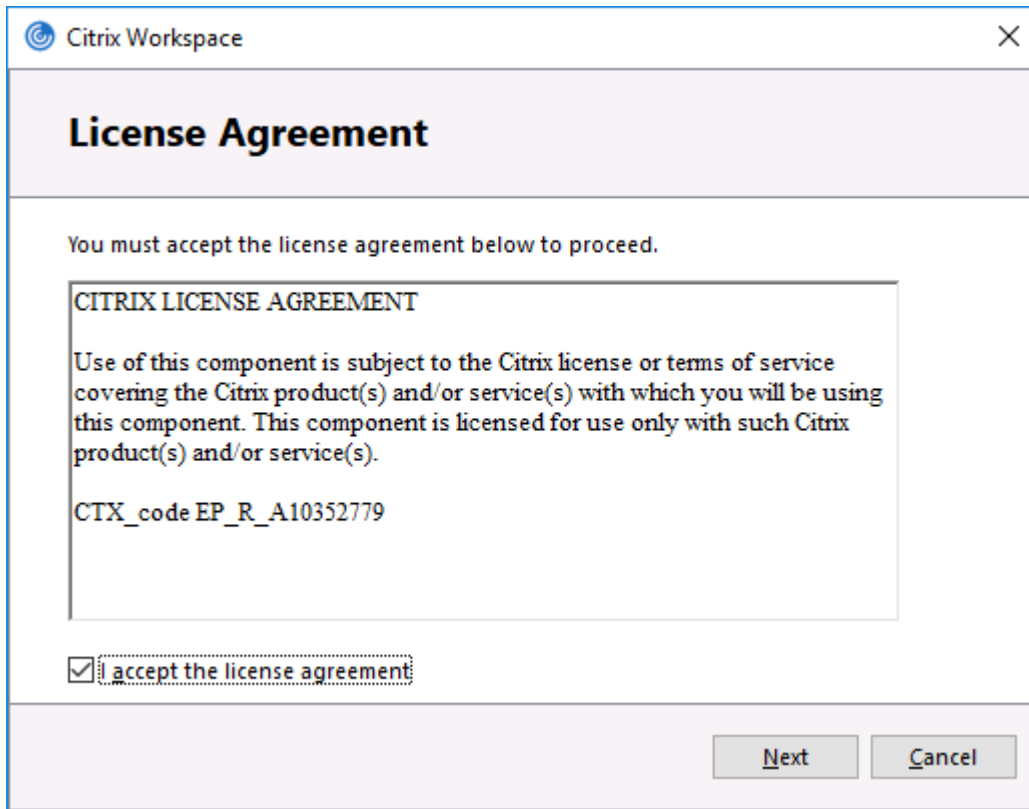 Citrix Workspace
License Agreement
You must accept the license agreement below to proceed.
CITRIX LICENSE AGREEMENT
Use of this component is subject to the Citrix license or terms of service
covering the Citrix product(s) and/or service(s) with which you will be using
this component. This component is licensed for use only with such Citrix
product(s) and/or service(s).
CTX_code EP_R_A10352779
I accept the license agreement
Next Cancel